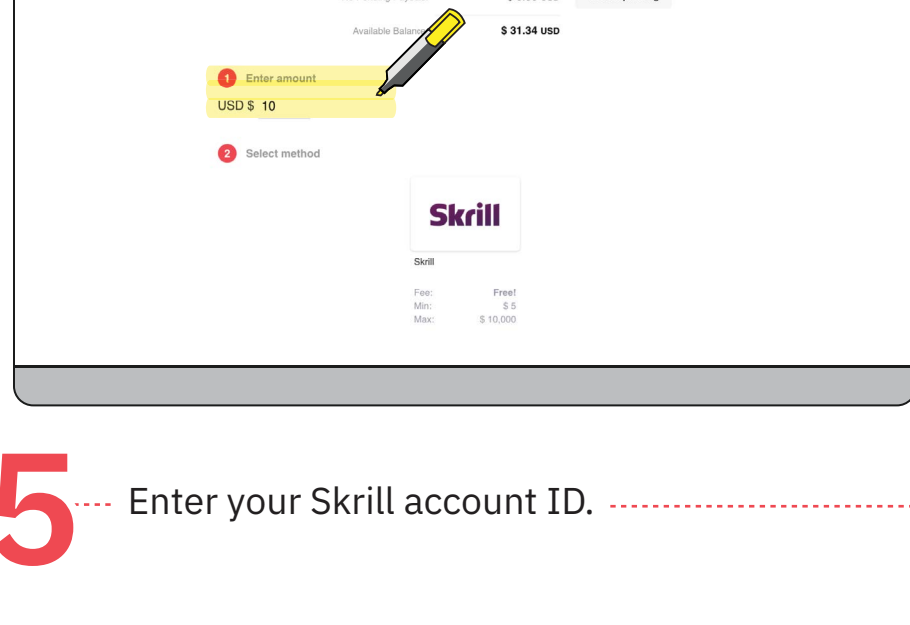 Available Balance $ 31.34 USD
1 Enter amount
USD $ 10
2 Select method
Skrill
Skrill
Fee: Free!
Min: $ 5
Max: $ 10,000
5 Enter your Skrill account ID.